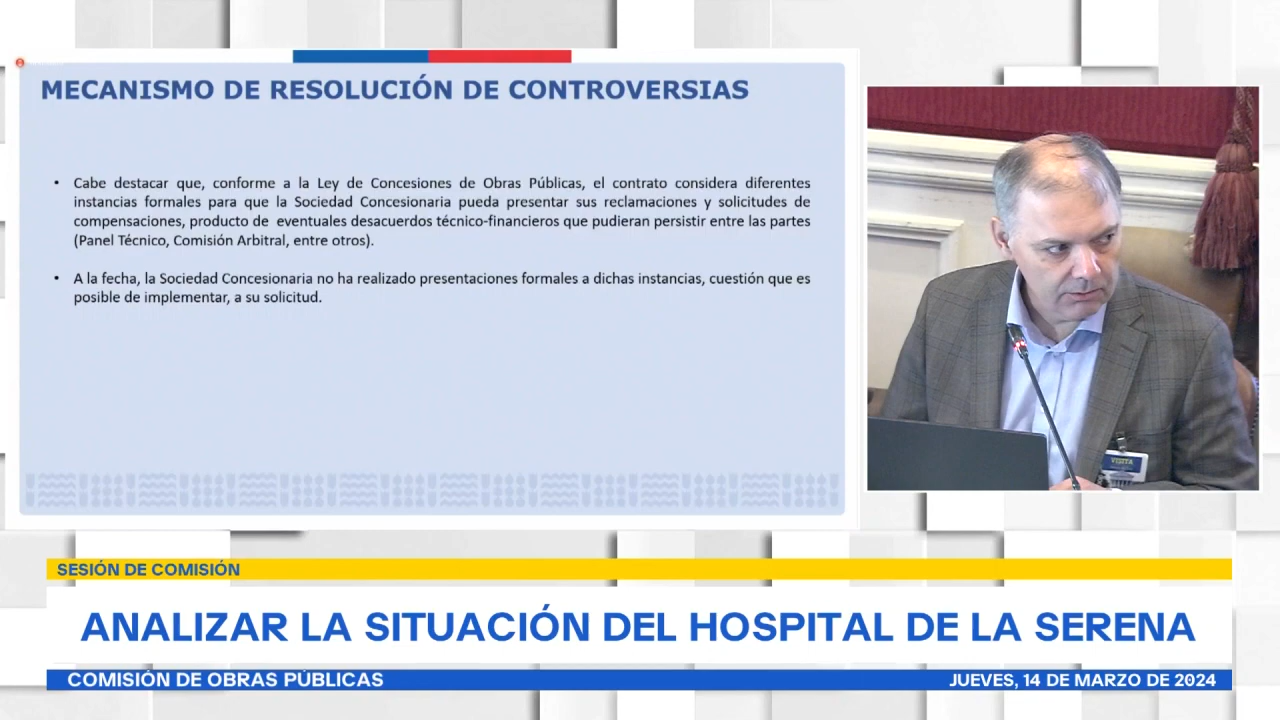 MECANISMO DE RESOLUCIÓN DE CONTROVERSIAS
• Cabe destacar que, conforme a la Ley de Concesiones de Obras Públicas, el contrato considera diferentes
instancias formales para que la Sociedad Concesionaria pueda presentar sus reclamaciones y solicitudes de
compensaciones, producto de eventuales desacuerdos técnico-financieros que pudieran persistir entre las partes
(Panel Técnico, Comisión Arbitral, entre otros).
• A la fecha, la Sociedad Concesionaria no ha realizado presentaciones formales a dichas instancias, cuestión que es
posible de implementar, a su solicitud.
VISITA
SESIÓN DE COMISIÓN
ANALIZAR LA SITUACIÓN DEL HOSPITAL DE LA SERENA
COMISIÓN DE OBRAS PÚBLICAS
JUEVES, 14 DE MARZO DE 2024